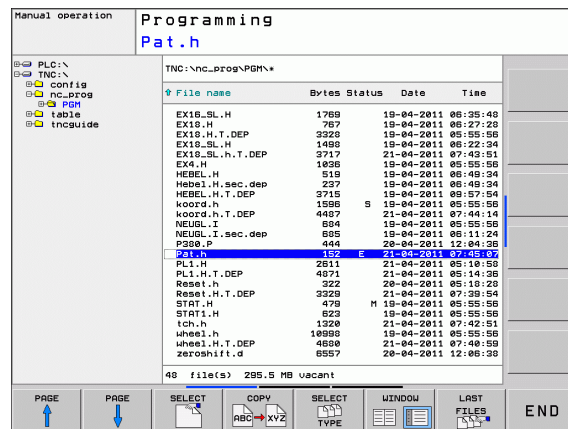 Manual operation
Programming
Pat.h
PLC:\
TNC:\
config
nc_prog
PGM
table
tncguide
TNC:\nc_prog\PGM\*
File name Bytes Status Date Time
EX16_SL.H 1769 19-04-2011 06:35:48
EX18.H 767 19-04-2011 06:27:28
EX18.H.T.DEP 3328 19-04-2011 05:55:56
EX18_SL.H 1498 19-04-2011 06:22:34
EX18_SL.h.T.DEP 3717 21-04-2011 07:43:51
EX4.H 1036 19-04-2011 05:55:56
HEBEL.H 519 19-04-2011 06:49:34
Hebel.H.sec.dep 237 19-04-2011 06:49:34
HEBEL.H.T.DEP 3715 19-04-2011 09:57:54
koord.h 1596 S 19-04-2011 05:55:56
koord.h.T.DEP 4487 21-04-2011 07:44:14
NEUGL.I 684 19-04-2011 05:55:56
NEUGL.I.sec.dep 685 19-04-2011 06:11:24
P380.P 444 20-04-2011 12:04:36
Pat.h 152 E 21-04-2011 07:45:07
PL1.H 2611 21-04-2011 05:10:58
PL1.H.T.DEP 4871 21-04-2011 05:14:36
Reset.h 322 20-04-2011 05:18:28
Reset.H.T.DEP 3329 21-04-2011 07:39:54
STAT.H 479 M 19-04-2011 05:55:56
STAT1.H 623 19-04-2011 05:55:56
tch.h 1320 21-04-2011 07:42:51
wheel.h 10998 19-04-2011 05:55:56
wheel.H.T.DEP 4680 21-04-2011 07:40:59
zeroshift.d 6557 20-04-2011 12:06:38
48 file(s) 295.5 MB vacant
PAGE
PAGE
SELECT
COPY
ABC XYZ
SELECT
TYPE
WINDOW
LAST
FILES
END